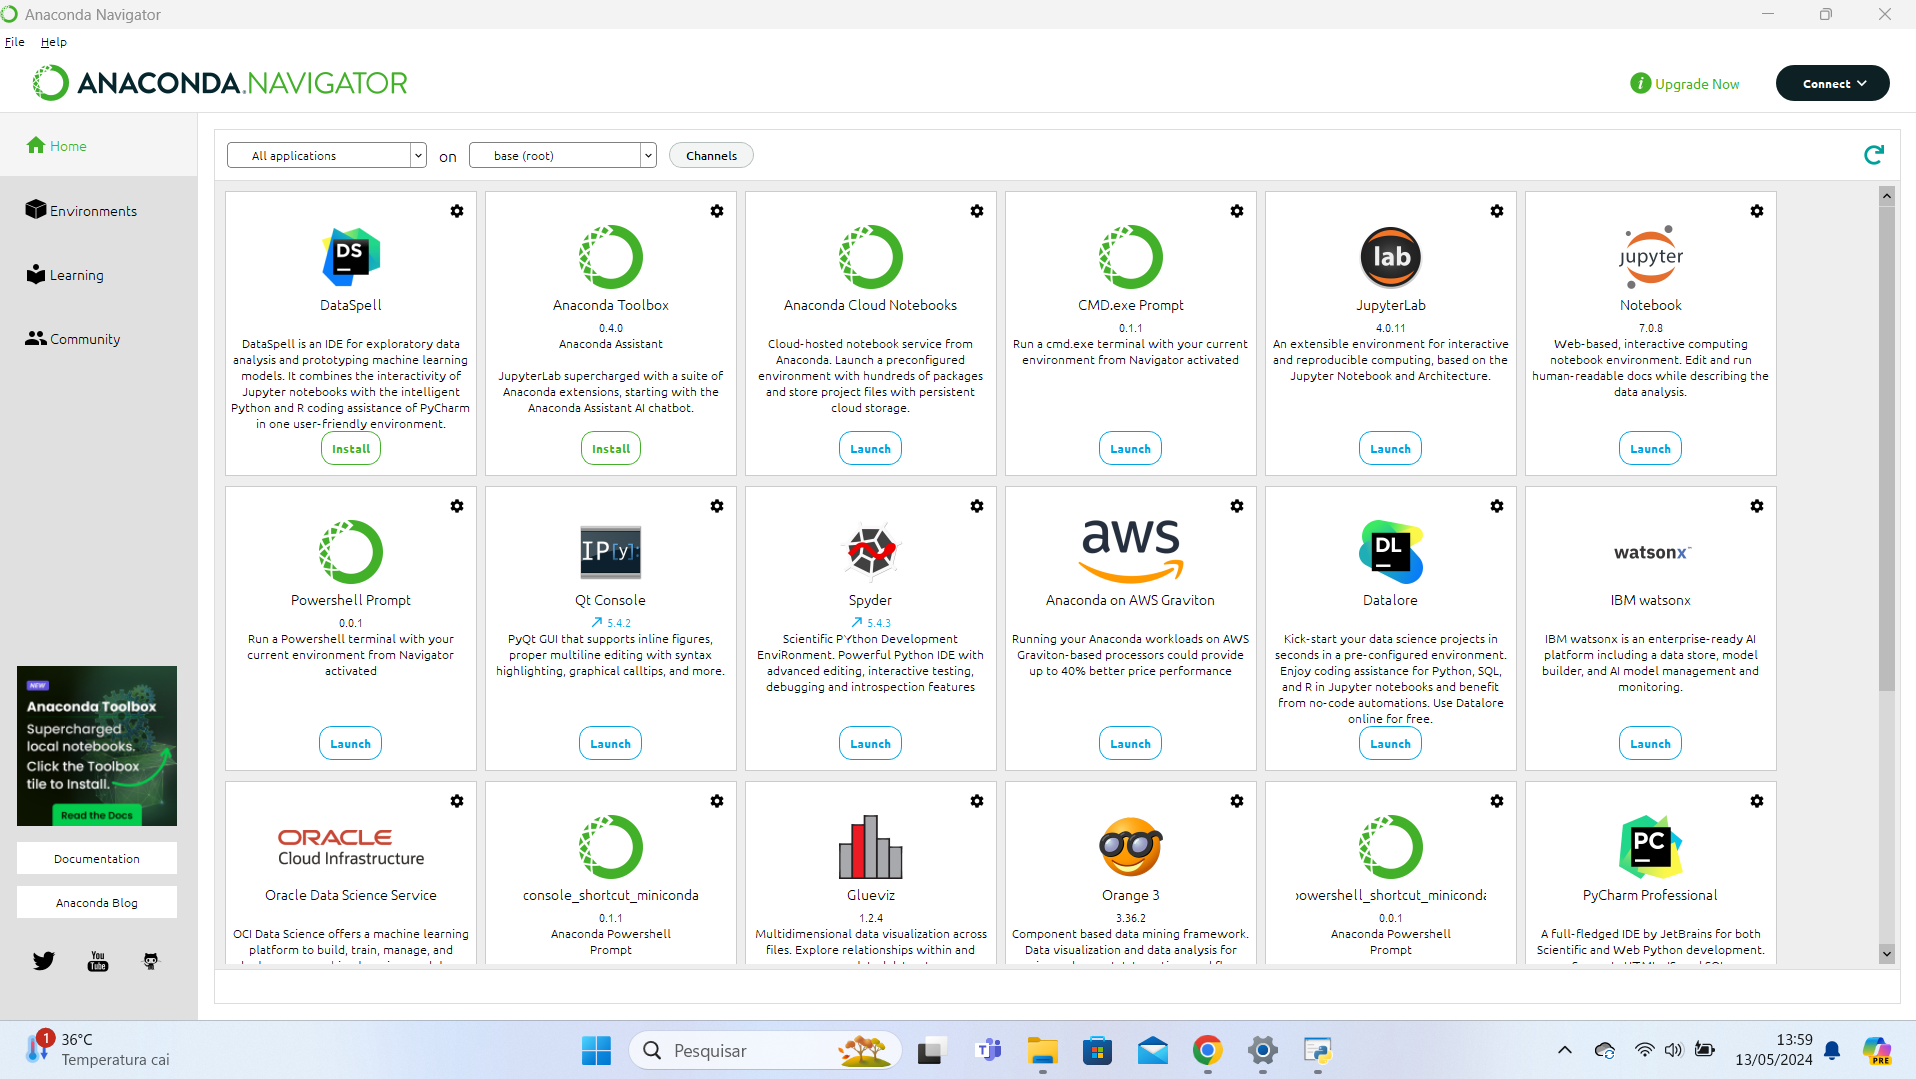 Anaconda Navigator
File Help
ANACONDA.NAVIGATOR
i Upgrade Now
Connect
Home
Environments
Learning
Community
All applications on base (root) Channels
DS
DataSpell
DataSpell is an IDE for exploratory data
analysis and prototyping machine learning
models. It combines the interactivity of
Jupyter notebooks with the intelligent
Python and R coding assistance of PyCharm
in one user-friendly environment.
Install
Anaconda Toolbox
0.4.0
Anaconda Assistant
JupyterLab supercharged with a suite of
Anaconda extensions, starting with the
Anaconda Assistant AI chatbot.
Install
Anaconda Cloud Notebooks
Cloud-hosted notebook service from
Anaconda. Launch a preconfigured
environment with hundreds of packages
and store project files with persistent
cloud storage.
Launch
CMD.exe Prompt
0.1.1
Run a cmd.exe terminal with your current
environment from Navigator activated
Launch
lab
JupyterLab
4.0.11
An extensible environment for interactive
and reproducible computing, based on the
Jupyter Notebook and Architecture.
Launch
jupyter
Notebook
7.0.8
Web-based, interactive computing
notebook environment. Edit and run
human-readable docs while describing the
data analysis.
Launch
Powershell Prompt
0.0.1
Run a Powershell terminal with your
current environment from Navigator
activated
Launch
IP[y]:
Qt Console
5.4.2
PyQt GUI that supports inline figures,
proper multiline editing with syntax
highlighting, graphical calltips, and more.
Launch
Spyder
5.4.3
Scientific PYthon Development
EnviRonment. Powerful Python IDE with
advanced editing, interactive testing,
debugging and introspection features
Launch
aws
Anaconda on AWS Graviton
Running your Anaconda workloads on AWS
Graviton-based processors could provide
up to 40% better price performance
Launch
DL
Datalore
Kick-start your data science projects in
seconds in a pre-configured environment.
Enjoy coding assistance for Python, SQL,
and R in Jupyter notebooks and benefit
from no-code automations. Use Datalore
online for free.
Launch
watsonx™
IBM watsonx
IBM watsonx is an enterprise-ready AI
platform including a data store, model
builder, and AI model management and
monitoring.
Launch
ORACLE
Cloud Infrastructure
Oracle Data Science Service
OCI Data Science offers a machine learning
platform to build, train, manage, and
console_shortcut_miniconda
0.1.1
Anaconda Powershell
Prompt
Glueviz
1.2.4
Multidimensional data visualization across
files. Explore relationships within and
Orange 3
3.36.2
Component based data mining framework.
Data visualization and data analysis for
powershell_shortcut_miniconda
0.0.1
Anaconda Powershell
Prompt
PC
PyCharm Professional
A full-fledged IDE by JetBrains for both
Scientific and Web Python development.
NEW
Anaconda Toolbox
Supercharged
local notebooks.
Click the Toolbox
tile to Install.
Read the Docs
Documentation
Anaconda Blog
You
Tube
1
36°C
Temperatura cai
Pesquisar
13:59
13/05/2024
PRE